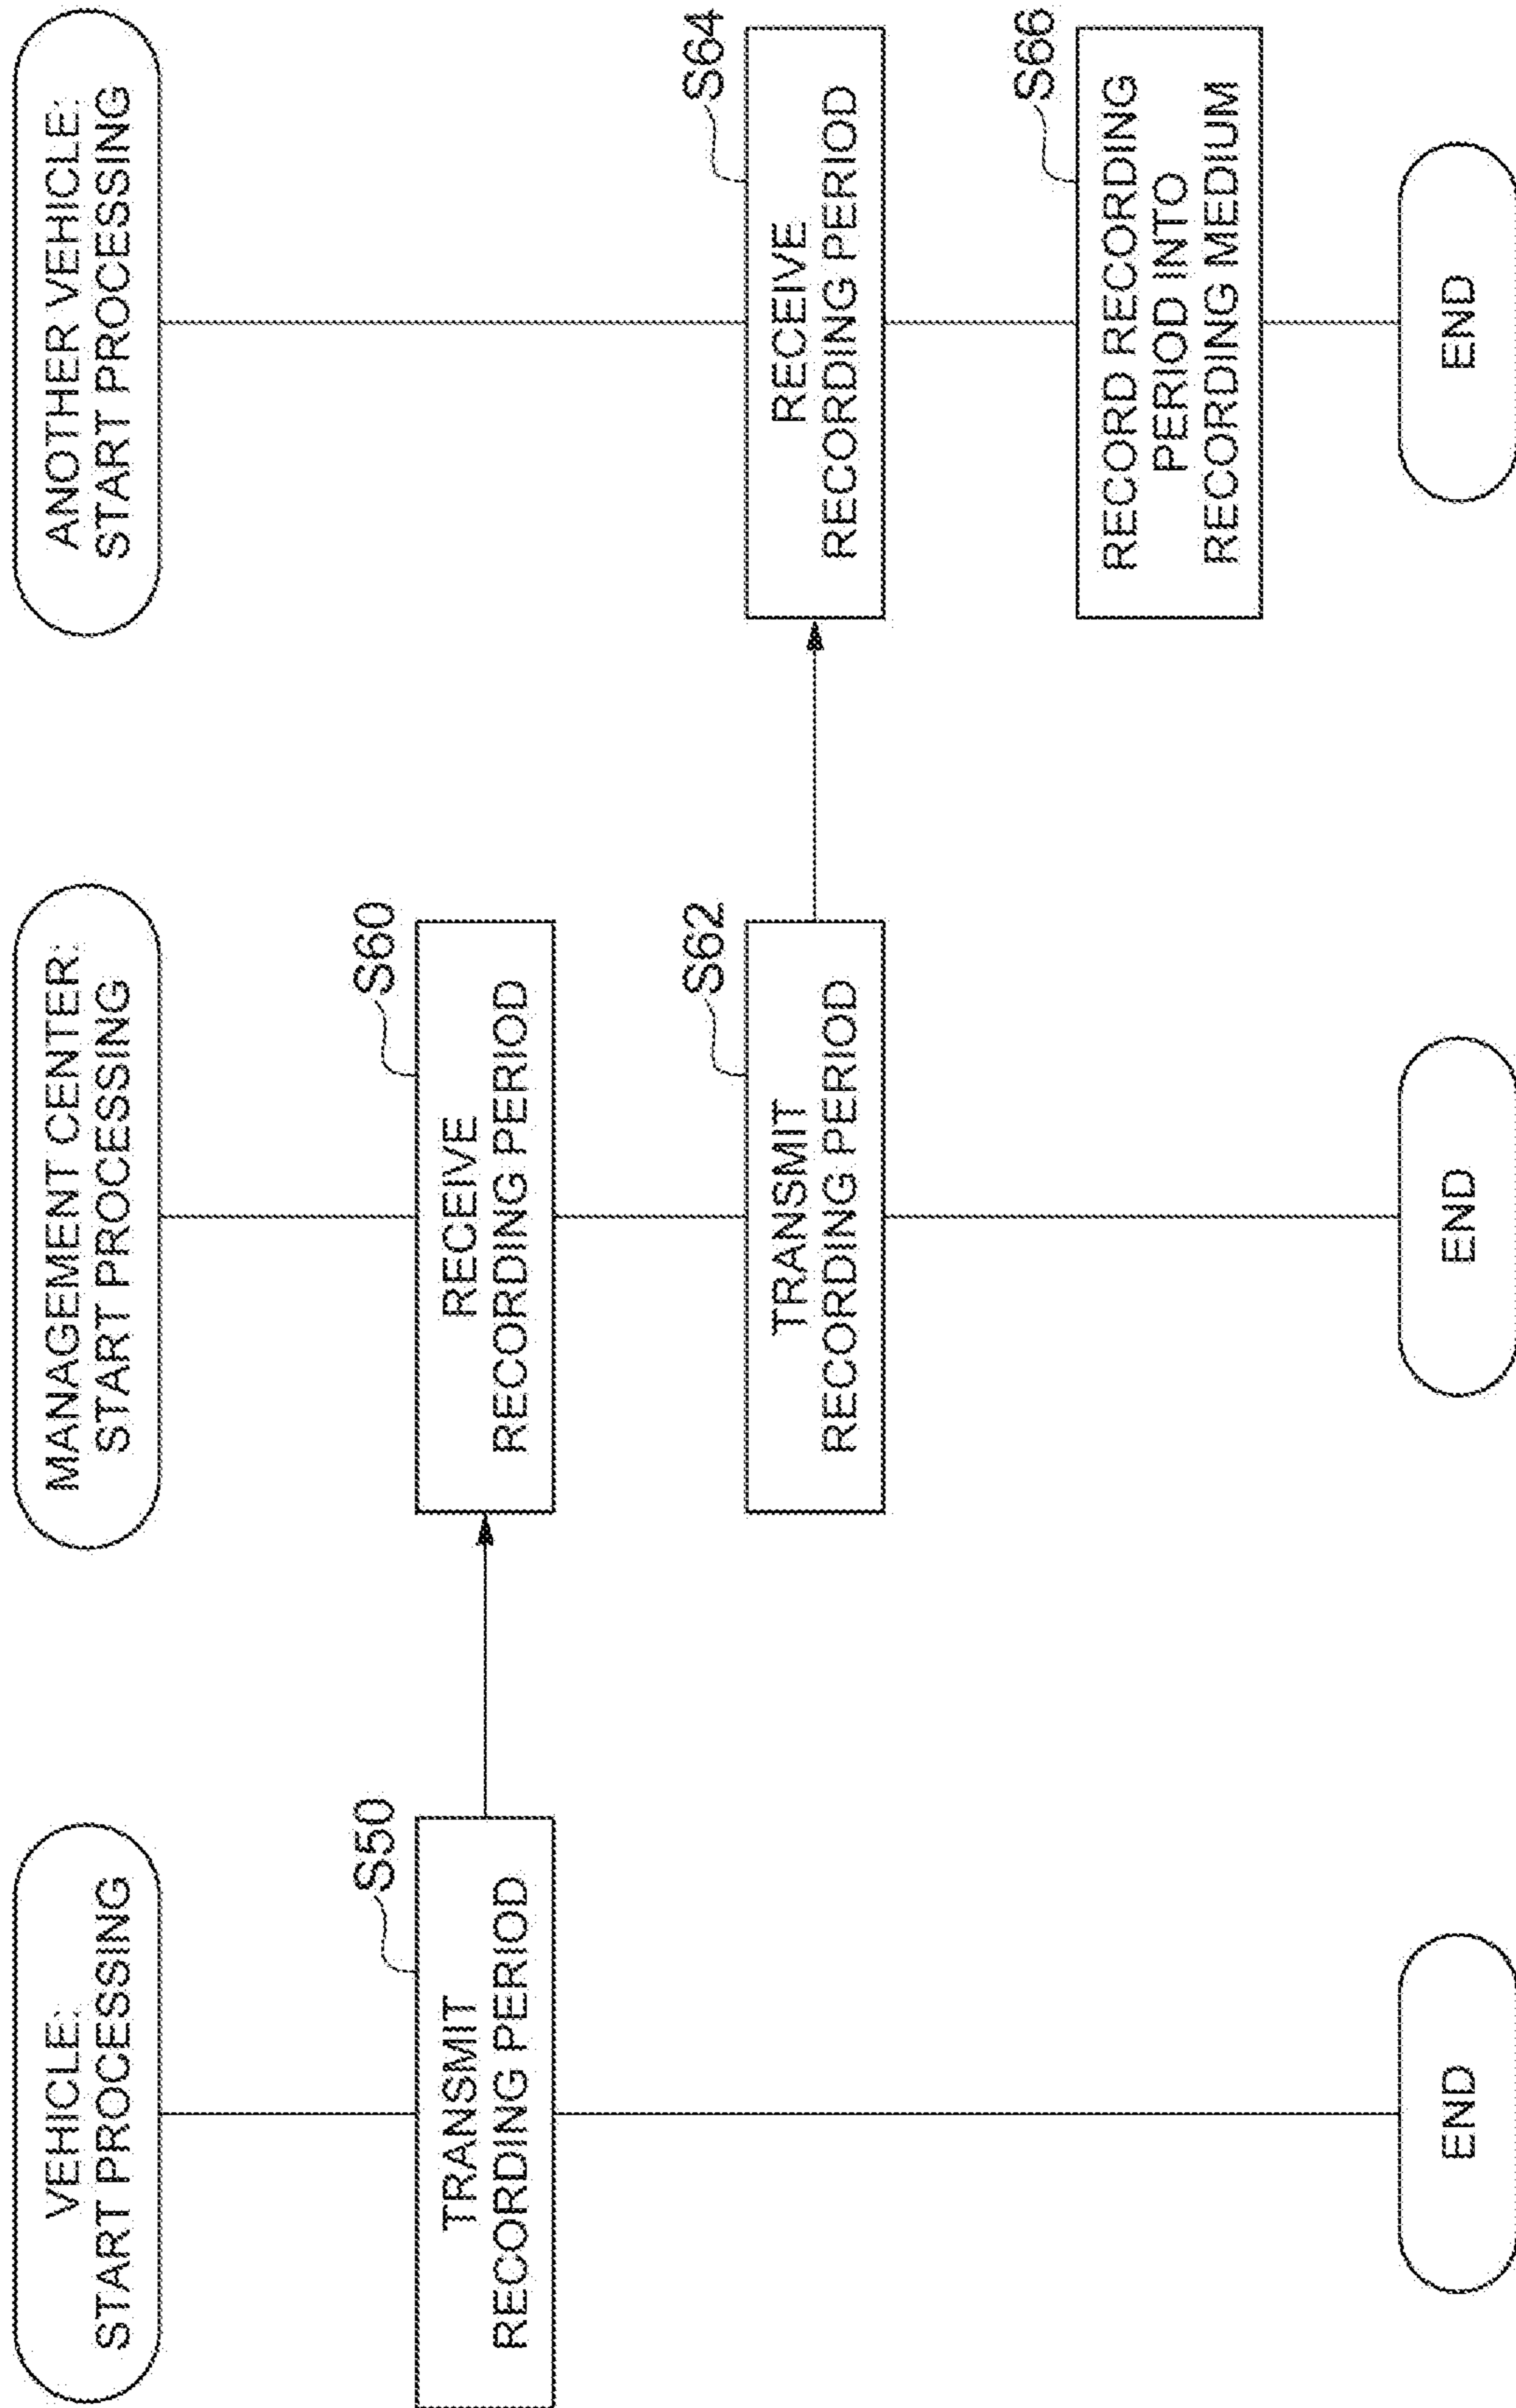 VEHICLE:
START PROCESSING
MANAGEMENT CENTER:
START PROCESSING
ANOTHER VEHICLE:
START PROCESSING
S50
TRANSMIT
RECORDING PERIOD
S60
RECEIVE
RECORDING PERIOD
S62
TRANSMIT
RECORDING PERIOD
S64
RECEIVE
RECORDING PERIOD
S66
RECORD RECORDING
PERIOD INTO
RECORDING MEDIUM
END
END
END